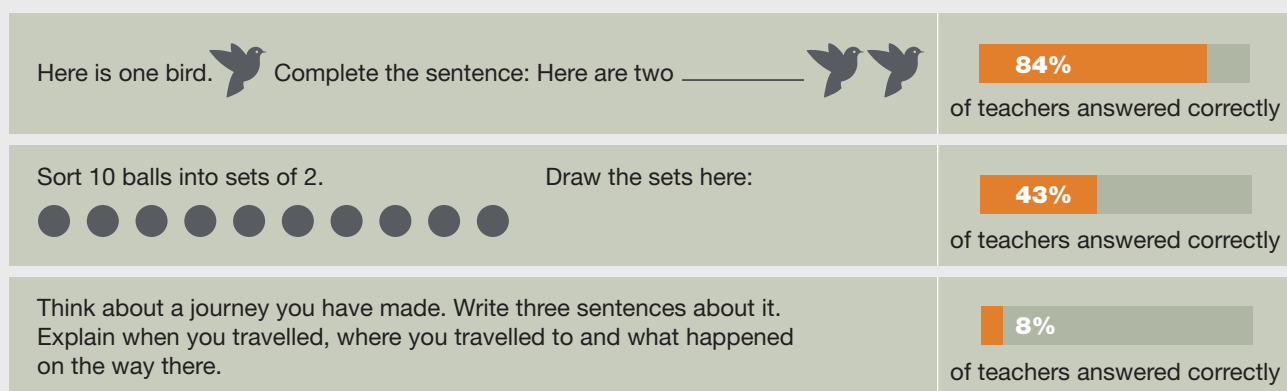 Here is one bird. Complete the sentence: Here are two __________
84%
of teachers answered correctly
Sort 10 balls into sets of 2. Draw the sets here:
43%
of teachers answered correctly
Think about a journey you have made. Write three sentences about it.
Explain when you travelled, where you travelled to and what happened
on the way there.
8%
of teachers answered correctly